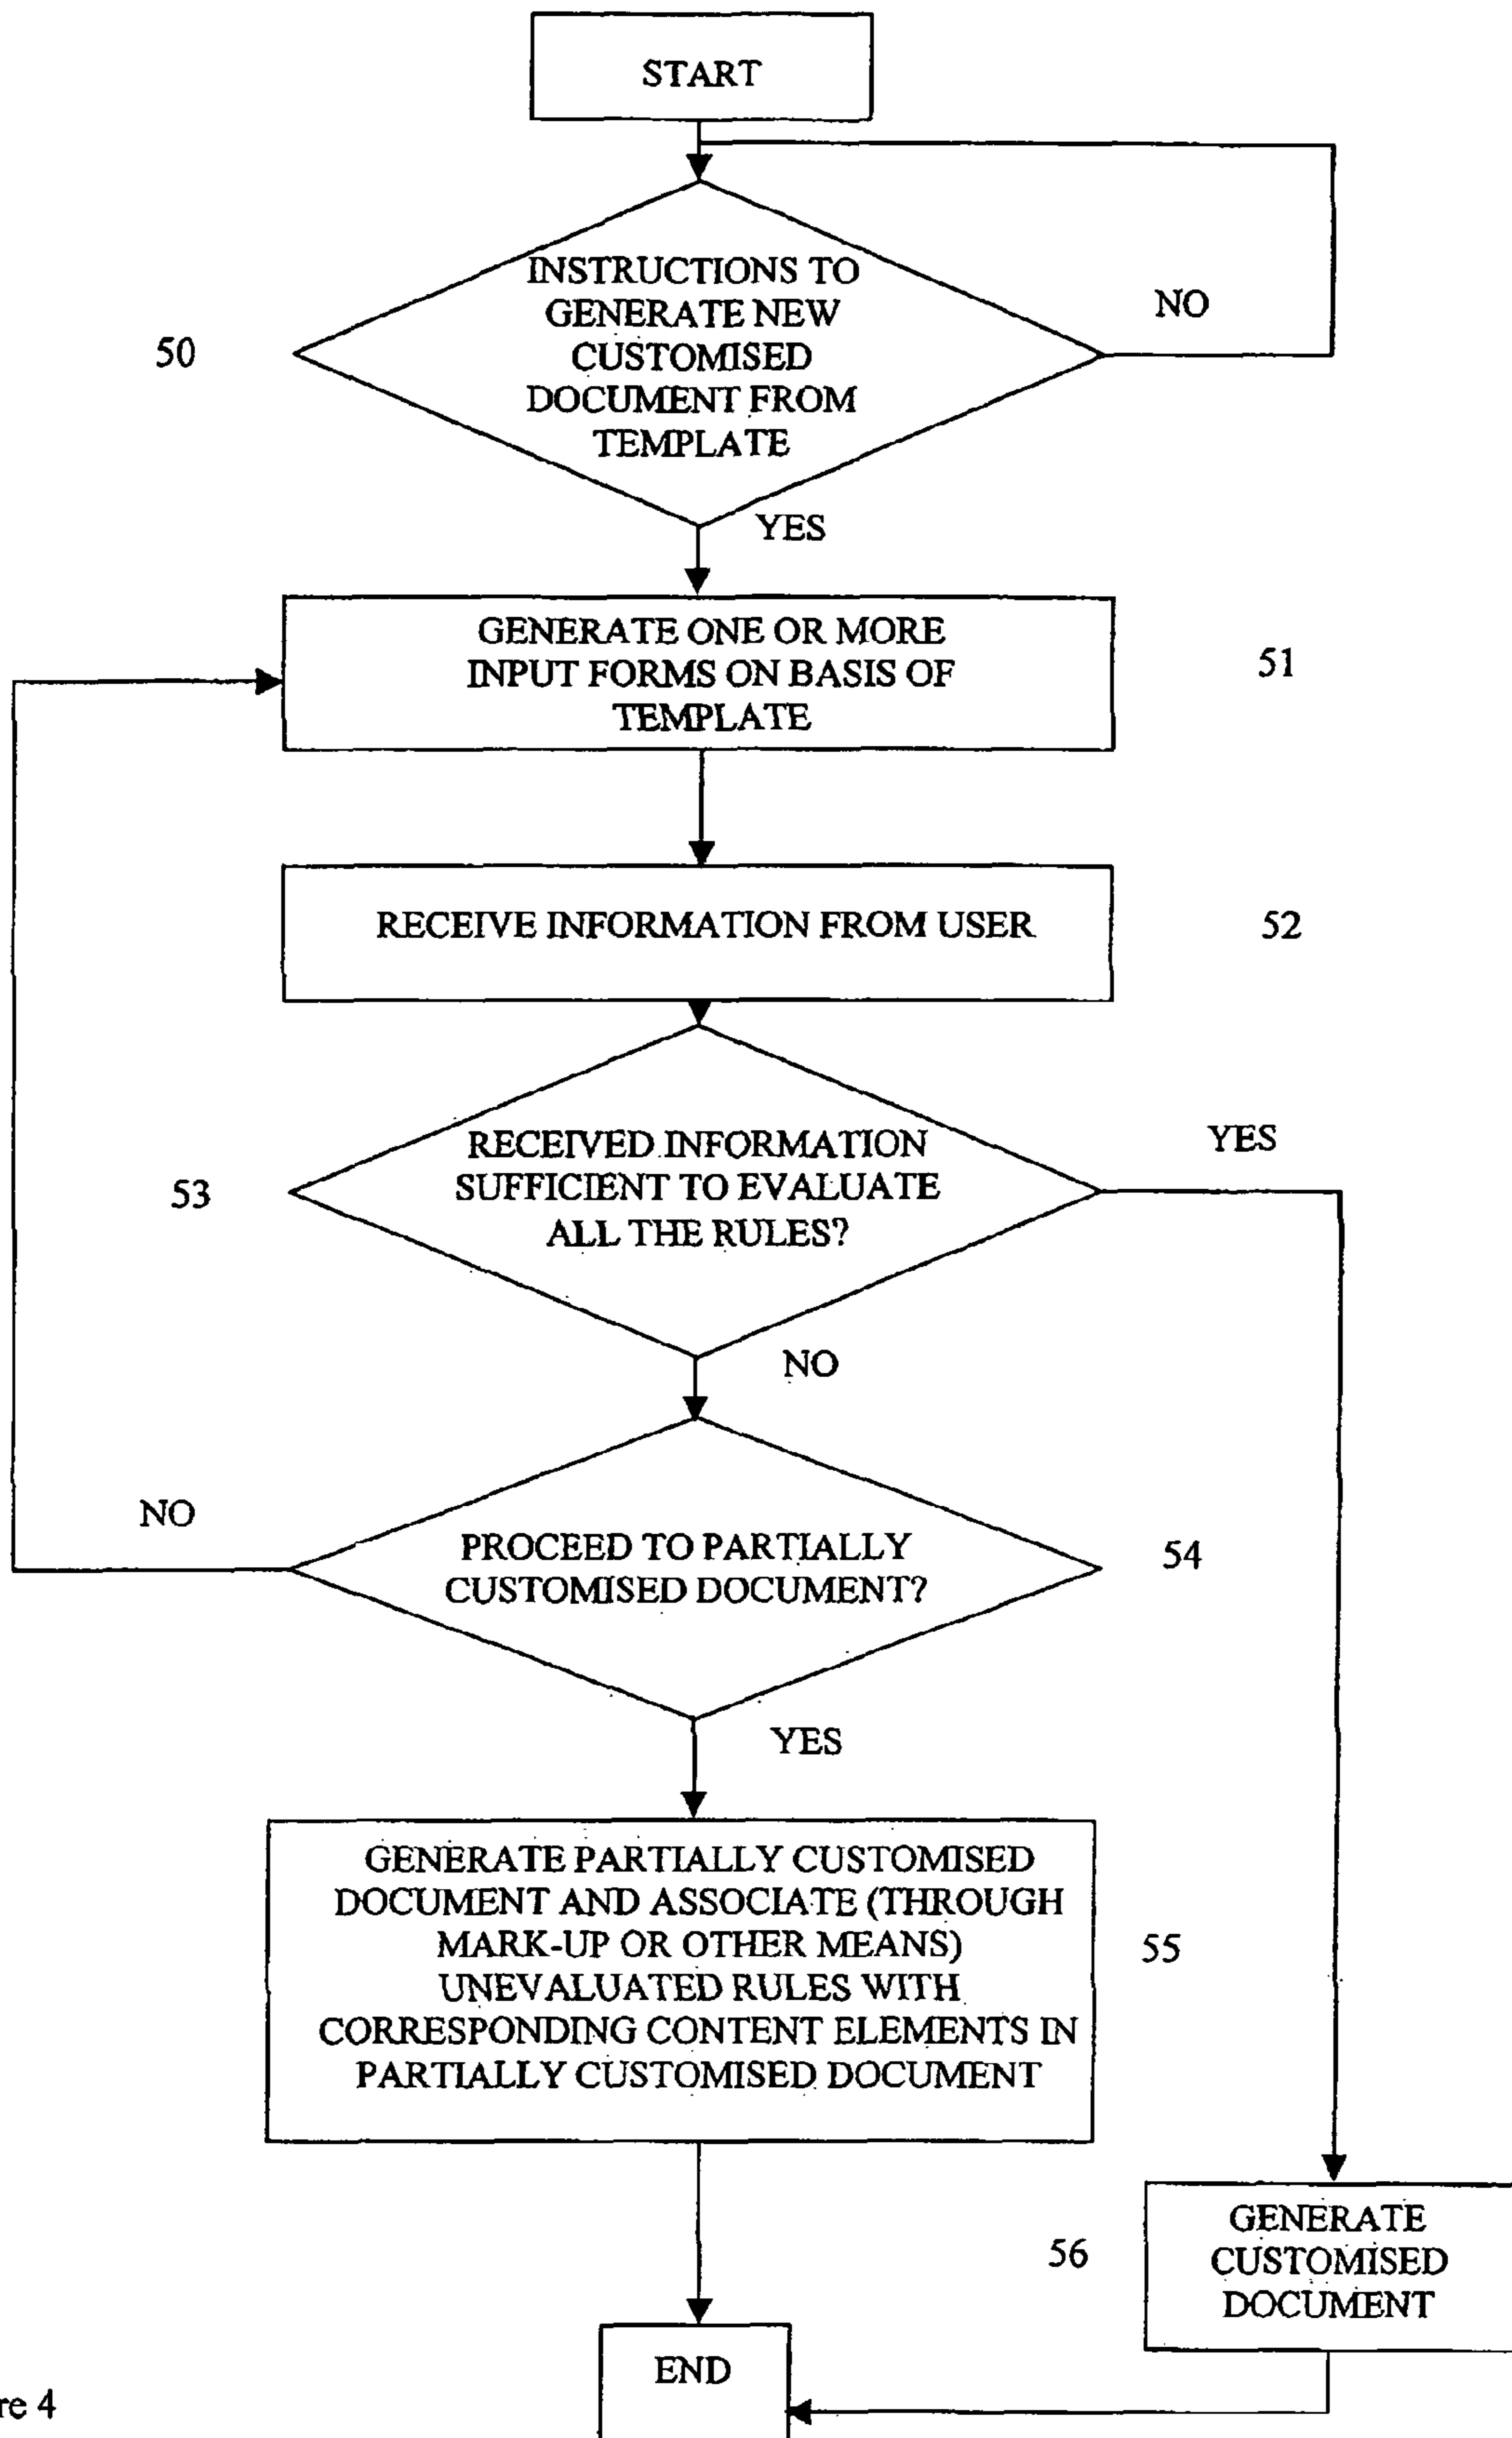 START
INSTRUCTIONS TO
GENERATE NEW
CUSTOMISED
DOCUMENT FROM
TEMPLATE
NO
50
YES
GENERATE ONE OR MORE
INPUT FORMS ON BASIS OF
TEMPLATE
51
RECEIVE INFORMATION FROM USER
52
RECEIVED INFORMATION
SUFFICIENT TO EVALUATE
ALL THE RULES?
YES
53
NO
NO
PROCEED TO PARTIALLY
CUSTOMISED DOCUMENT?
54
YES
GENERATE PARTIALLY CUSTOMISED
DOCUMENT AND ASSOCIATE (THROUGH
MARK-UP OR OTHER MEANS)
UNEVALUATED RULES WITH
CORRESPONDING CONTENT ELEMENTS IN
PARTIALLY CUSTOMISED DOCUMENT
55
56
GENERATE
CUSTOMISED
DOCUMENT
END
re 4